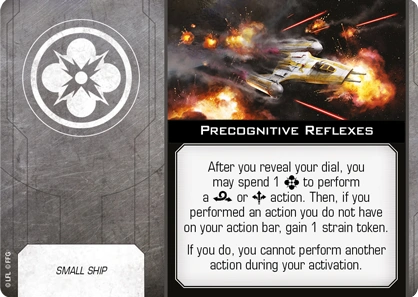 PRECOGNITIVE REFLEXES
After you reveal your dial, you
may spend 1 to perform
a or action. Then, if you
performed an action you do not have
on your action bar, gain 1 strain token.
If you do, you cannot perform another
action during your activation.
SMALL SHIP
© LFL © FFG